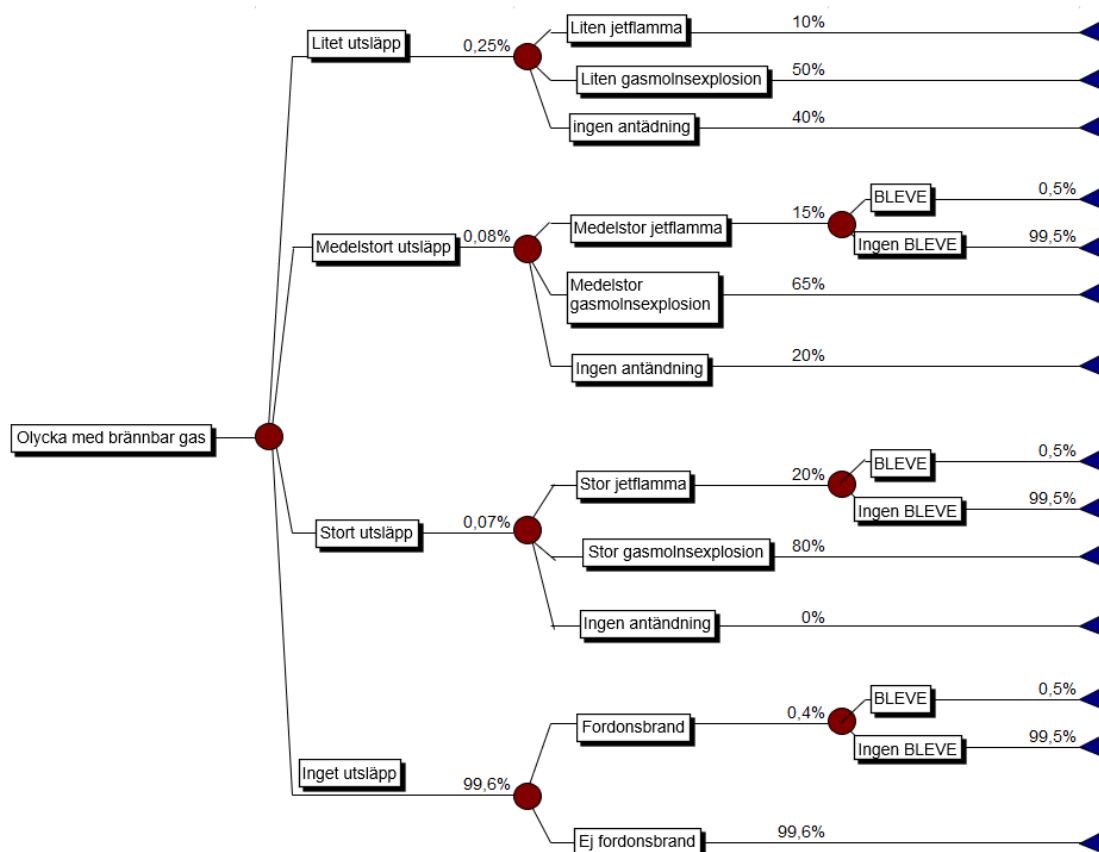 Liten jetflamma 10%
Litet utsläpp 0,25%
Liten gasmolnsexplosion 50%
ingen antädning 40%
BLEVE 0,5%
Medelstor jetflamma 15%
Medelstort utsläpp 0,08%
Ingen BLEVE 99,5%
Medelstor 65%
gasmolnsexplosion
Ingen antändning 20%
Olycka med brännbar gas
BLEVE 0,5%
Stor jetflamma 20%
Ingen BLEVE 99,5%
Stort utsläpp 0,07%
Stor gasmolnsexplosion 80%
Ingen antändning 0%
BLEVE 0,5%
Fordonsbrand 0,4%
Ingen BLEVE 99,5%
Inget utsläpp 99,6%
Ej fordonsbrand 99,6%